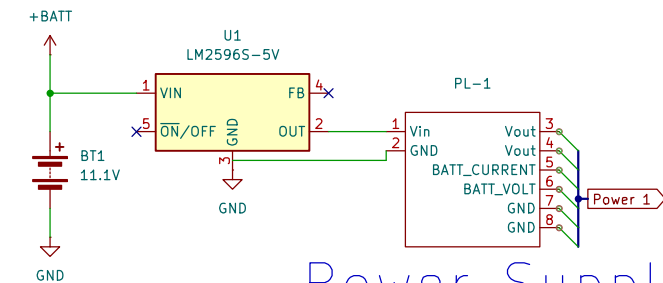 +BATT
U1
LM2596S-5V
1 VIN
FB 4
5 ON/OFF
GND
3
OUT 2
GND
BT1
11.1V
+
GND
PL-1
1 Vin
2 GND
Vout 3
Vout 4
BATT_CURRENT 5
BATT_VOLT 6
GND 7
GND 8
Power 1
Power Suppl